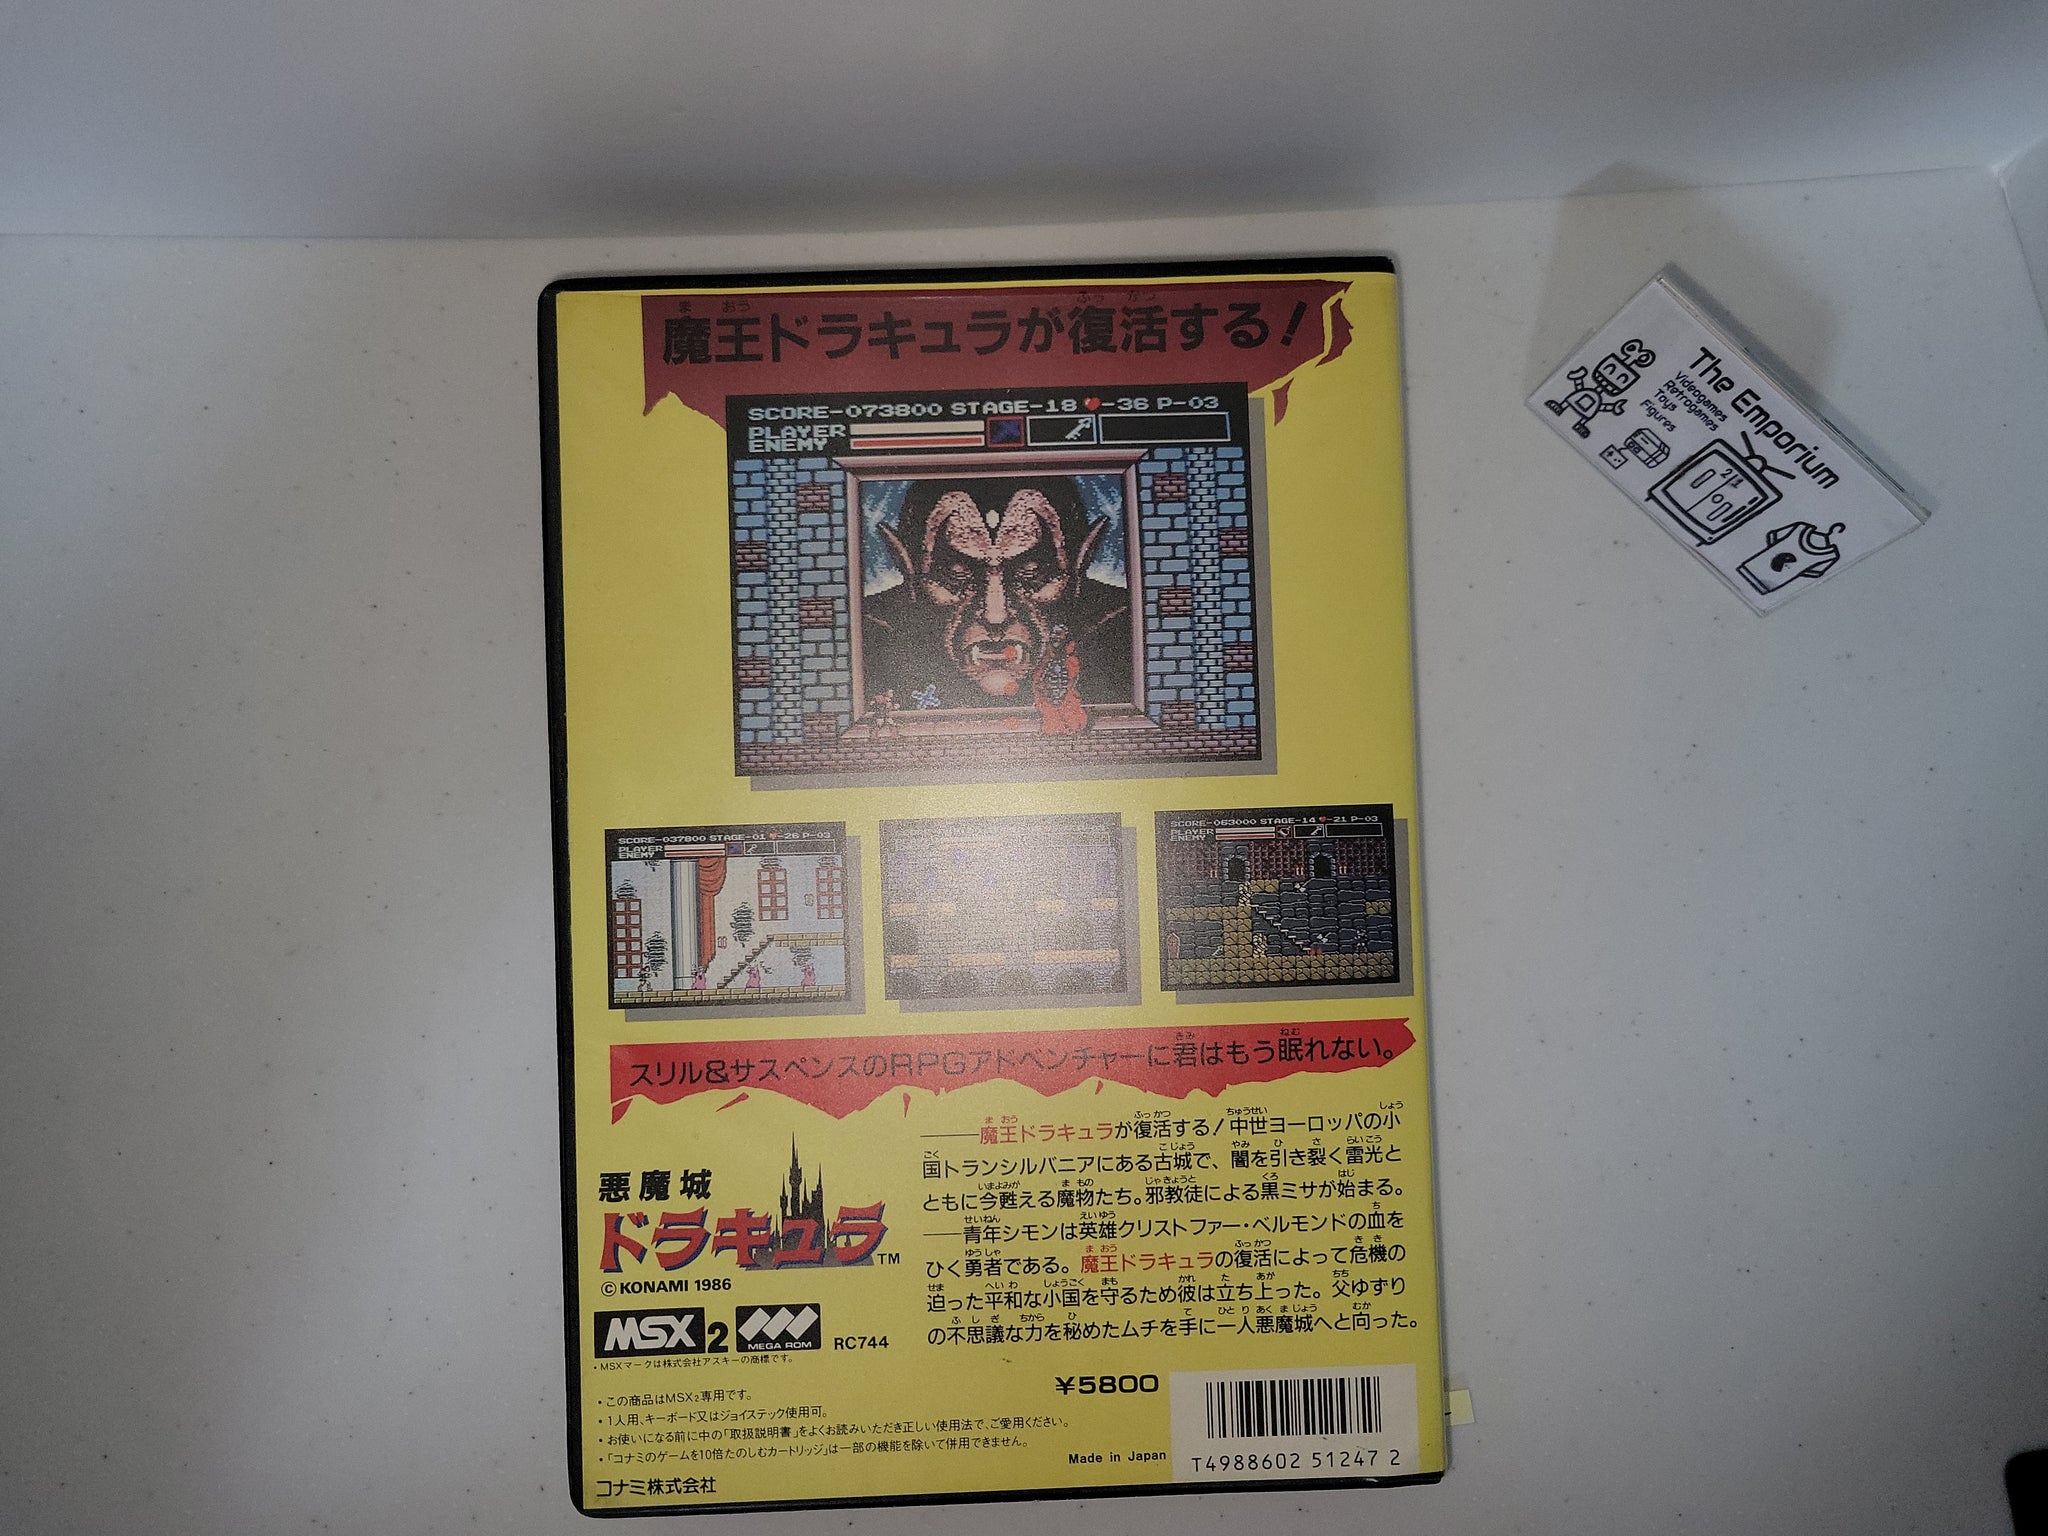 魔王ドラキュラが復活する!
SCORE-073800 STAGE-18 -36 P-03
PLAYER
ENEMY
The Emporium
Videogames
Retrogames
Toys
Figures
SCORE-037800 STAGE-01 -26 P-03
PLAYER
ENEMY
SCORE-063000 STAGE-14 -21 P-03
PLAYER
ENEMY
スリル&サスペンスのRPGアドベンチャーに君はもう眠れない。
——魔王ドラキュラが復活する!中世ヨーロッパの小
国トランシルバニアにある古城で、闇を引き裂く雷光と
ともに今甦える魔物たち。邪教徒による黒ミサが始まる。
——青年シモンは英雄クリストファー・ベルモンドの血を
ひく勇者である。魔王ドラキュラの復活によって危機の
迫った平和な小国を守るため彼は立ち上った。父ゆずり
の不思議な力を秘めたムチを手に一人悪魔城へと向った。
悪魔城
ドラキュラ™
©KONAMI 1986
MSX2 MEGA ROM RC744
・MSXマークは株式会社アスキーの商標です。
・この商品はMSX2専用です。
・1人用、キーボード又はジョイステック使用可。
・お使いになる前に中の「取扱説明書」をよくお読みいただき正しい使用法で、ご愛用ください。
・「コナミのゲームを10倍たのしむカートリッジ」は一部の機能を除いて併用できません。
コナミ株式会社
¥5800
Made in Japan
T4988602 51247 2